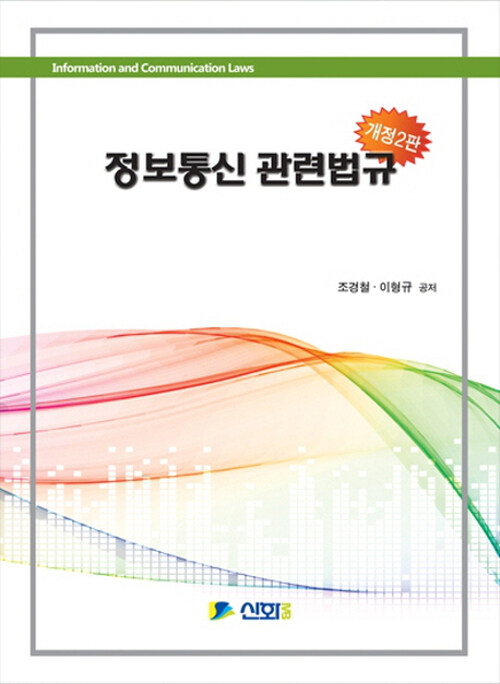 Information and Communication Laws
개정2판
정보통신 관련법규
조경철 · 이형규 공저
신화 MB